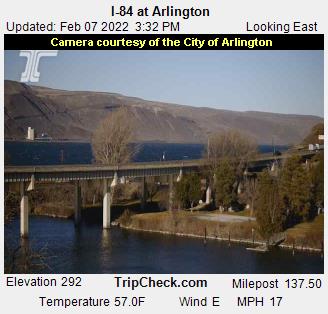 I-84 at Arlington
Updated: Feb 07 2022 3:32 PM Looking East
Camera courtesy of the City of Arlington
Elevation 292 TripCheck.com Milepost 137.50
Temperature 57.0F Wind E MPH 17